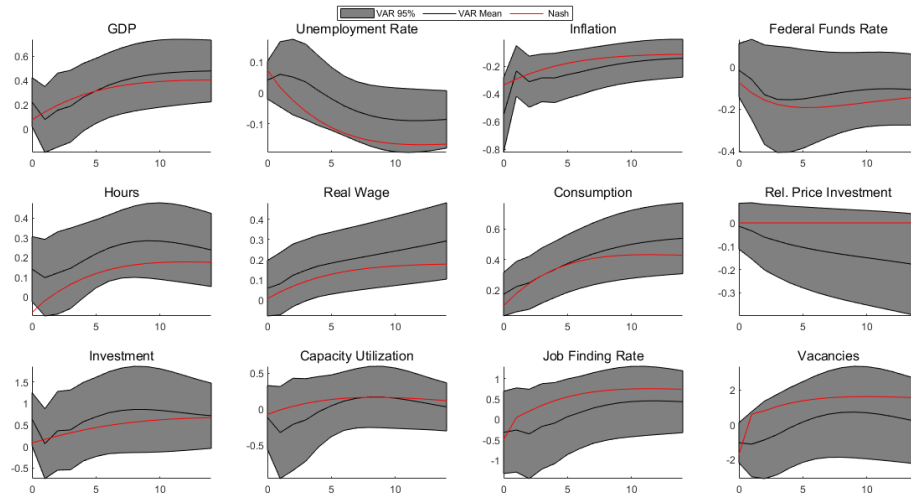 VAR 95% VAR Mean Nash
GDP Unemployment Rate Inflation Federal Funds Rate
0.6
0.4
0.2
0
0 5 10
0.1
0
-0.1
0 5 10
-0.2
-0.4
-0.6
-0.8
0 5 10
0
-0.2
-0.4
0 5 10
Hours Real Wage Consumption Rel. Price Investment
0.4
0.3
0.2
0.1
0
0 5 10
0.4
0.3
0.2
0.1
0
0 5 10
0.6
0.4
0.2
0 5 10
0
-0.1
-0.2
-0.3
0 5 10
Investment Capacity Utilization Job Finding Rate Vacancies
1.5
1
0.5
0
-0.5
0 5 10
0.5
0
-0.5
0 5 10
1
0.5
0
-0.5
-1
0 5 10
2
0
-2
0 5 10